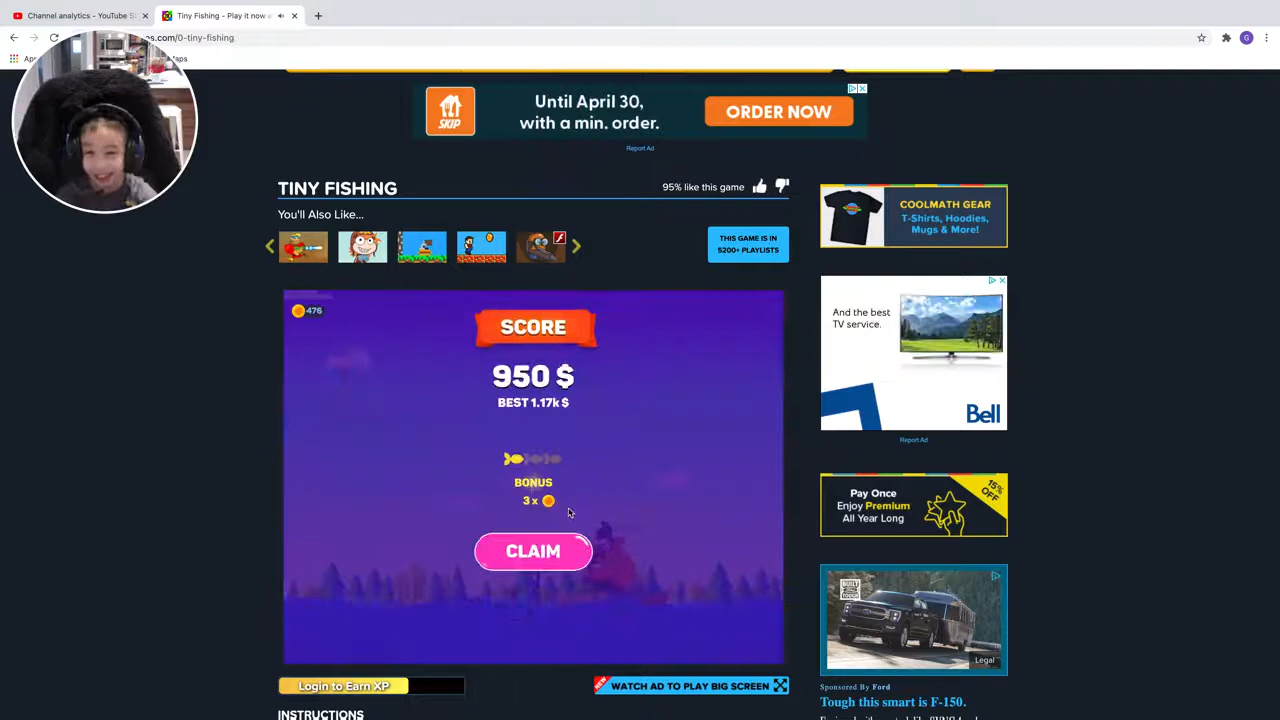 Channel analytics - YouTube S
Tiny Fishing - Play it now a
.com/0-tiny-fishing
G
Until April 30,
with a min. order.
SKIP
ORDER NOW
Report Ad
TINY FISHING
95% like this game
You'll Also Like...
THIS GAME IS IN
5200+ PLAYLISTS
COOLMATH GEAR
T-Shirts, Hoodies,
Mugs & More!
476
SCORE
950 $
BEST 1.17k $
BONUS
3 x
CLAIM
And the best
TV service.
Bell
Report Ad
Pay Once
Enjoy Premium
All Year Long
15%
OFF
BUILT
Legal
Login to Earn XP
NEW
WATCH AD TO PLAY BIG SCREEN
Sponsored By Ford
Tough this smart is F-150.
INSTRUCTIONS